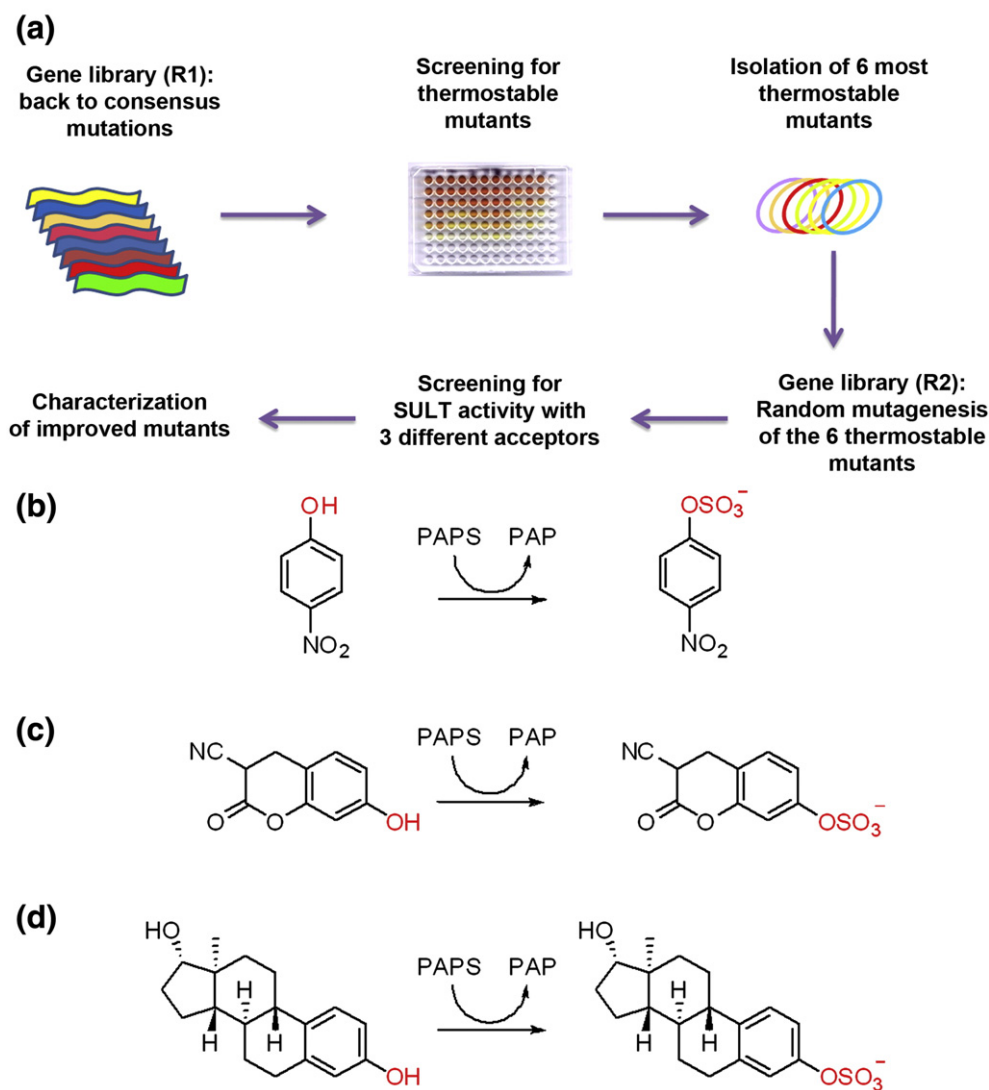 (a)
Gene library (R1):
back to consensus
mutations
Screening for
thermostable
mutants
Isolation of 6 most
thermostable
mutants
Characterization
of improved mutants
Screening for
SULT activity with
3 different acceptors
Gene library (R2):
Random mutagenesis
of the 6 thermostable
mutants
(b)
OH
NO2
PAPS PAP
OSO3−
NO2
(c)
NC
O
O
OH
PAPS PAP
NC
O
O
OSO3−
(d)
HO
H
H
H
OH
PAPS PAP
HO
H
H
H
OSO3−